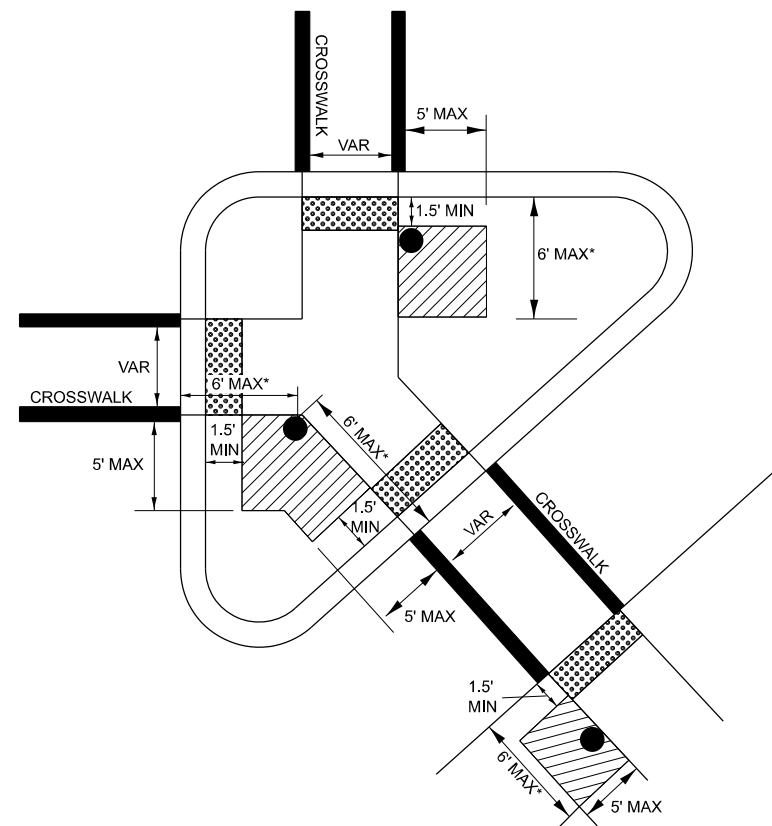 CROSSWALK
5' MAX
VAR
1.5' MIN
6' MAX*
VAR
6' MAX*
CROSSWALK
6' MAX*
1.5'
MIN
5' MAX
1.5'
MIN
VAR
CROSSWALK
5' MAX
1.5'
MIN
6' MAX*
5' MAX